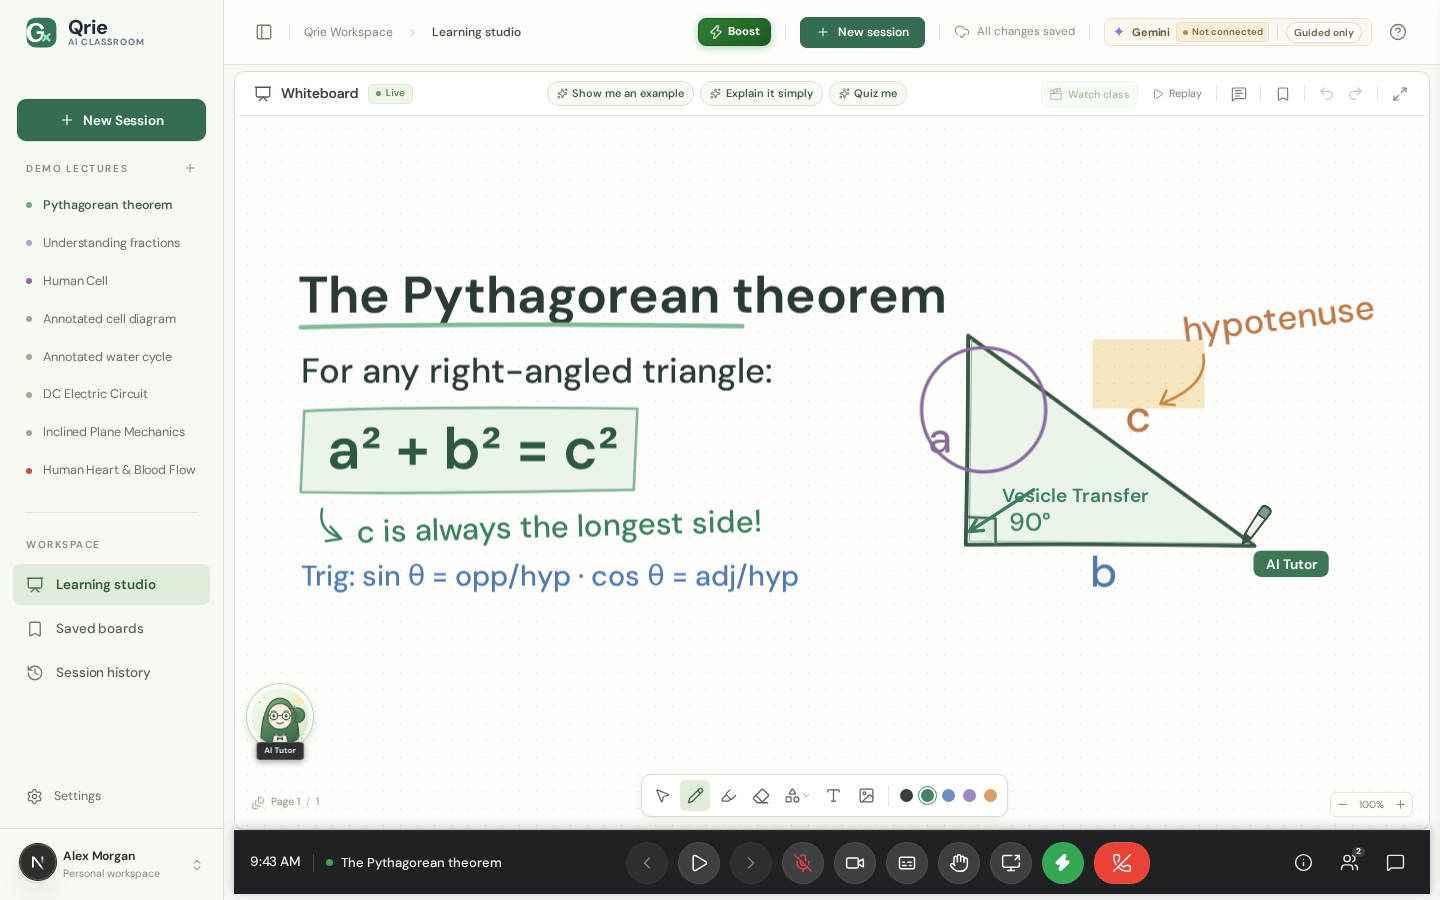 Qrie
AI CLASSROOM
Qrie Workspace
Learning studio
Boost
New session
All changes saved
Gemini
Not connected
Guided only
New Session
DEMO LECTURES
Pythagorean theorem
Understanding fractions
Human Cell
Annotated cell diagram
Annotated water cycle
DC Electric Circuit
Inclined Plane Mechanics
Human Heart & Blood Flow
WORKSPACE
Learning studio
Saved boards
Session history
Settings
N
Alex Morgan
Personal workspace
Whiteboard
Live
Show me an example
Explain it simply
Quiz me
Watch class
Replay
The Pythagorean theorem
For any right-angled triangle:
a² + b² = c²
c is always the longest side!
Trig: sin θ = opp/hyp · cos θ = adj/hyp
hypotenuse
c
a
Vesicle Transfer
90°
b
AI Tutor
AI Tutor
Page 1 / 1
100%
9:43 AM
The Pythagorean theorem
2